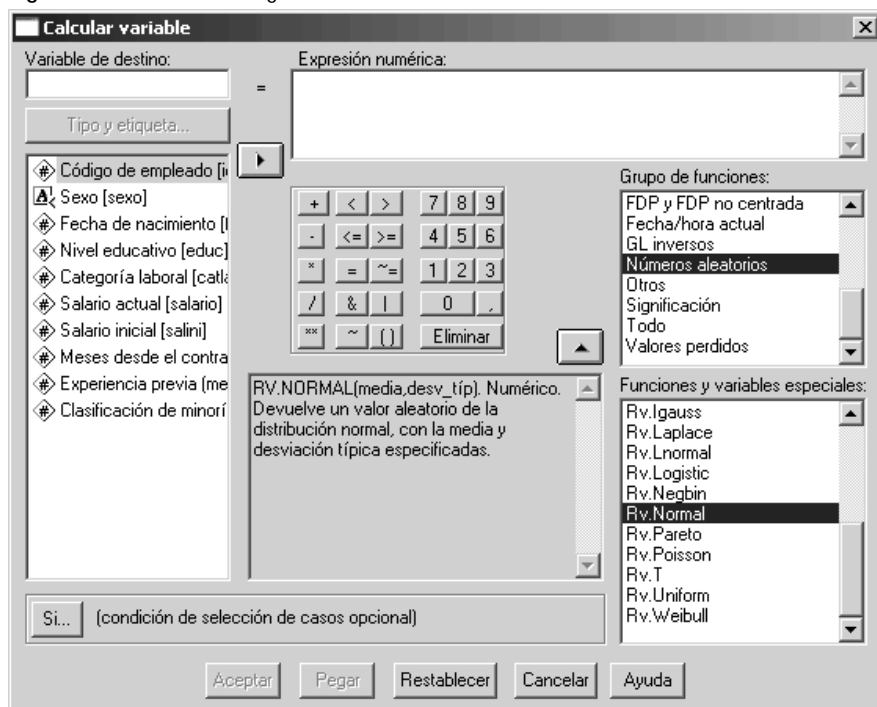 Calcular variable
Variable de destino:
Expresión numérica:
=
Tipo y etiqueta...
Código de empleado [i
Sexo [sexo]
Fecha de nacimiento [
Nivel educativo [educ]
Categoría laboral [catla
Salario actual [salario]
Salario inicial [salini]
Meses desde el contra
Experiencia previa (me
Clasificación de minorí
+ < > 7 8 9
- <= >= 4 5 6
* = ~= 1 2 3
/ & | 0 ,
** ~ () Eliminar
Grupo de funciones:
FDP y FDP no centrada
Fecha/hora actual
GL inversos
Números aleatorios
Otros
Significación
Todo
Valores perdidos
RV.NORMAL(media,desv_típ). Numérico.
Devuelve un valor aleatorio de la
distribución normal, con la media y
desviación típica especificadas.
Funciones y variables especiales:
Rv.Igauss
Rv.Laplace
Rv.Lnormal
Rv.Logistic
Rv.Negbin
Rv.Normal
Rv.Pareto
Rv.Poisson
Rv.T
Rv.Uniform
Rv.Weibull
Si... (condición de selección de casos opcional)
Aceptar Pegar Restablecer Cancelar Ayuda